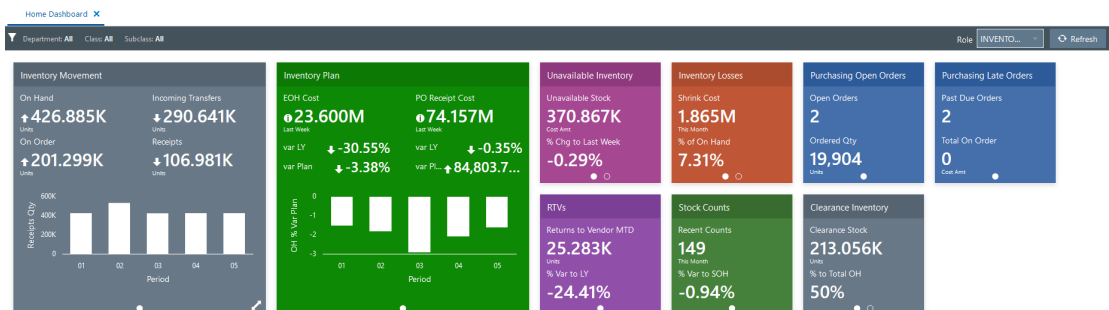 Home Dashboard ×
Department: All Class: All Subclass: All
Role INVENTO... Refresh
Inventory Movement
On Hand Incoming Transfers
426.885K 290.641K
Units Units
On Order Receipts
201.299K 106.981K
Units Units
600K
400K
200K
0
Receipts Qty
01 02 03 04 05
Period
Inventory Plan
EOH Cost PO Receipt Cost
23.600M 74.157M
Last Week Last Week
var LY -30.55% var LY -0.35%
var Plan -3.38% var Pl... 84,803.7...
0
-1
-2
-3
OH % Var Plan
01 02 03 04 05
Period
Unavailable Inventory
Unavailable Stock
370.867K
Cost Amt
% Chg to Last Week
-0.29%
Inventory Losses
Shrink Cost
1.865M
This Month
% of On Hand
7.31%
Purchasing Open Orders
Open Orders
2
Ordered Qty
19,904
Units
Purchasing Late Orders
Past Due Orders
2
Total On Order
0
Cost Amt
RTVs
Returns to Vendor MTD
25.283K
Units
% Var to LY
-24.41%
Stock Counts
Recent Counts
149
This Month
% Var to SOH
-0.94%
Clearance Inventory
Clearance Stock
213.056K
Units
% to Total OH
50%